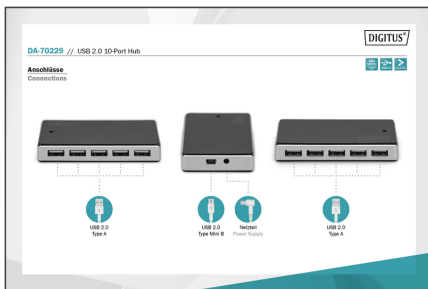 DIGITUS®
DA-70229 // USB 2.0 10-Port Hub
Anschlüsse
Connections
USB 2.0
Type A
USB 2.0
Type Mini B
Netzteil
Power Supply
USB 2.0
Type A